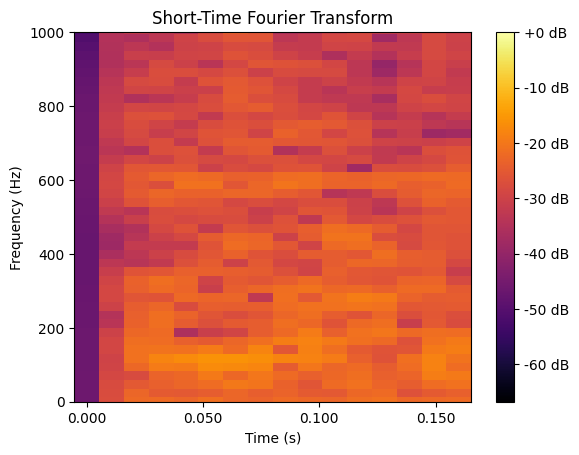 Short-Time Fourier Transform
1000
800
600
400
200
0
Frequency (Hz)
0.000
0.050
0.100
0.150
Time (s)
+0 dB
-10 dB
-20 dB
-30 dB
-40 dB
-50 dB
-60 dB